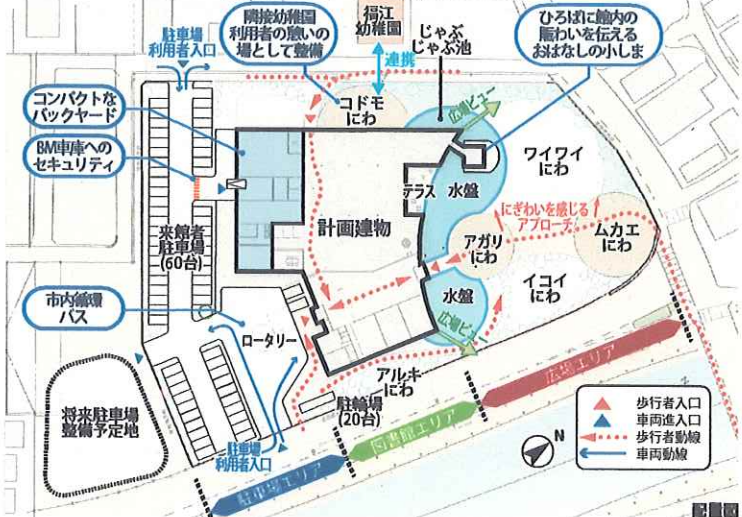 隣接幼稚園
利用者の憩いの
場として整備
福江
幼稚園
じゃぶ
じゃぶ池
ひろばに館内の
賑わいを伝える
おはなしの小しま
駐車場
利用者入口
連携
コドモ
にわ
広場ビュー
コンパクトな
バックヤード
BM車庫への
セキュリティ
ワイワイ
にわ
テラス
水盤
計画建物
にぎわいを感じる
アプローチ
ムカエ
にわ
アガリ
にわ
来館者
駐車場
(60台)
イコイ
にわ
水盤
市内循環
バス
ロータリー
広場ビュー
アルキ
にわ
駐輪場
(20台)
将来駐車場
整備予定地
駐車場
利用者入口
広場エリア
図書館エリア
駐車場エリア
N
歩行者入口
車両進入口
歩行者動線
車両動線
配置図